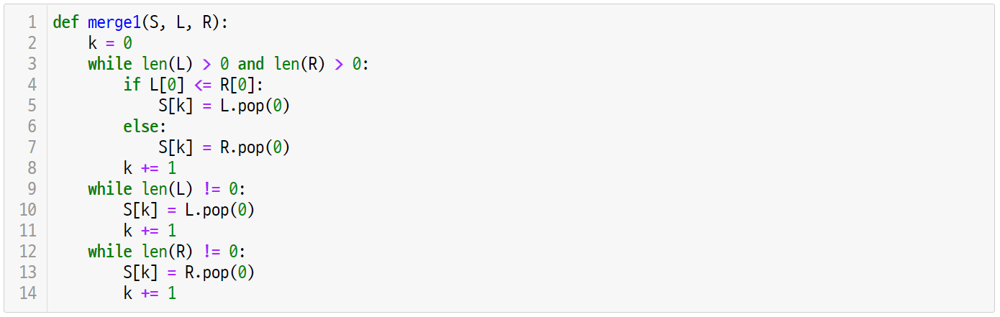 1 def merge1(S, L, R):
2     k = 0
3     while len(L) > 0 and len(R) > 0:
4         if L[0] <= R[0]:
5             S[k] = L.pop(0)
6         else:
7             S[k] = R.pop(0)
8         k += 1
9     while len(L) != 0:
10         S[k] = L.pop(0)
11         k += 1
12     while len(R) != 0:
13         S[k] = R.pop(0)
14         k += 1